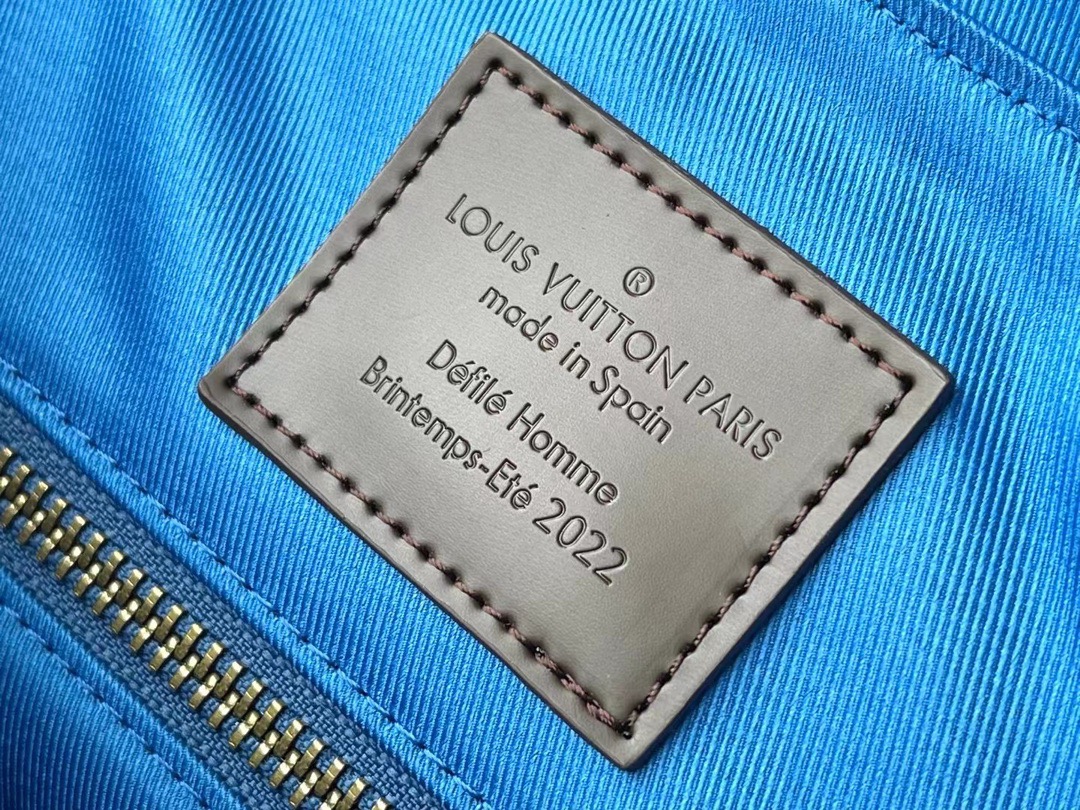 ®
LOUIS VUITTON PARIS
made in Spain
Défilé Homme
Brintemps-Eté 2022